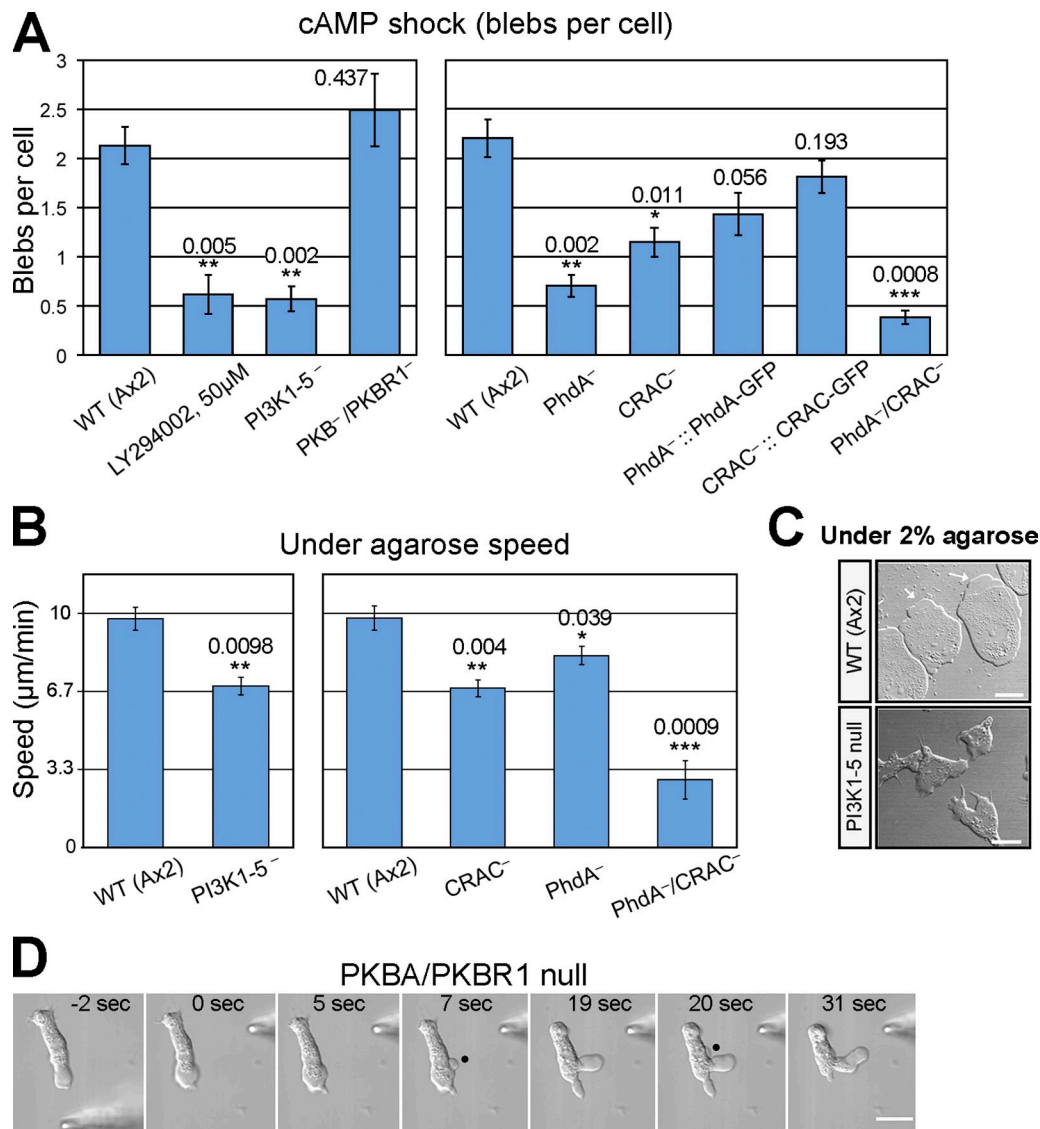 A
cAMP shock (blebs per cell)
Blebs per cell
3
2.5
2
1.5
1
0.5
0
0.437
0.005
**
0.002
**
WT (Ax2)
LY294002, 50µM
PI3K1-5⁻
PKB⁻ /PKBR1⁻
0.002
**
0.011
*
0.056
0.193
0.0008
***
WT (Ax2)
PhdA⁻
CRAC⁻
PhdA⁻ :: PhdA-GFP
CRAC⁻ :: CRAC-GFP
PhdA⁻/CRAC⁻
B
Under agarose speed
Speed (µm/min)
10
6.7
3.3
0
0.0098
**
WT (Ax2)
PI3K1-5⁻
0.004
**
0.039
*
0.0009
***
WT (Ax2)
CRAC⁻
PhdA⁻
PhdA⁻/CRAC⁻
C
Under 2% agarose
WT (Ax2)
PI3K1-5 null
D
PKBA/PKBR1 null
-2 sec
0 sec
5 sec
7 sec
19 sec
20 sec
31 sec